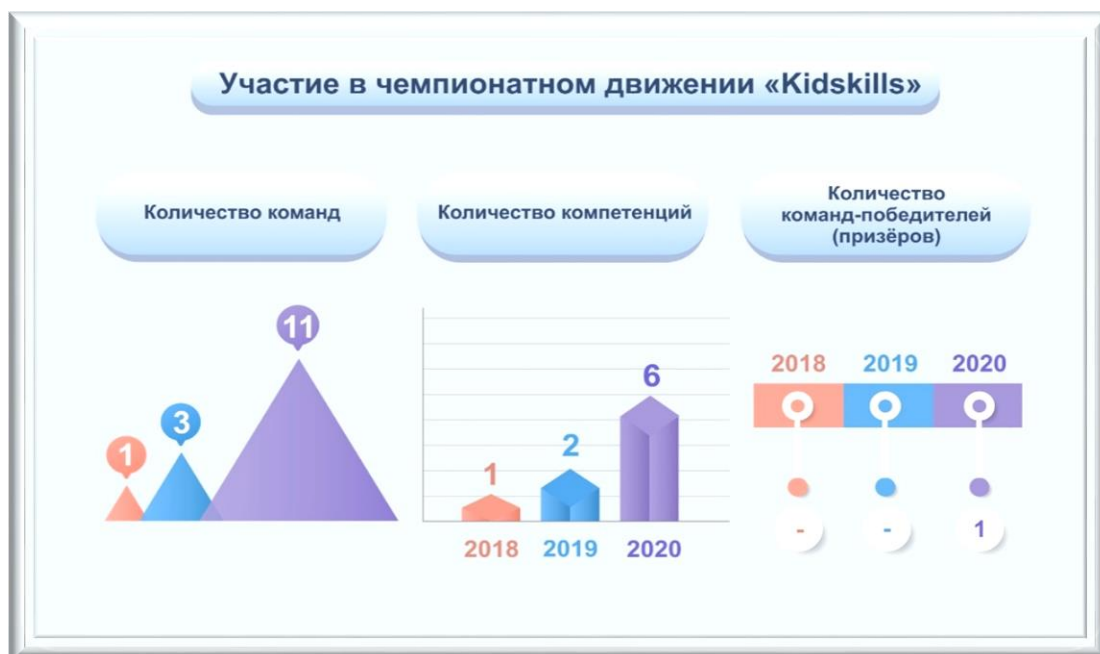 Участие в чемпионатном движении «Kidskills»
Количество команд
Количество компетенций
Количество
команд-победителей
(призёров)
1
3
11
1
2
6
2018
2019
2020
2018
2019
2020
-
-
1